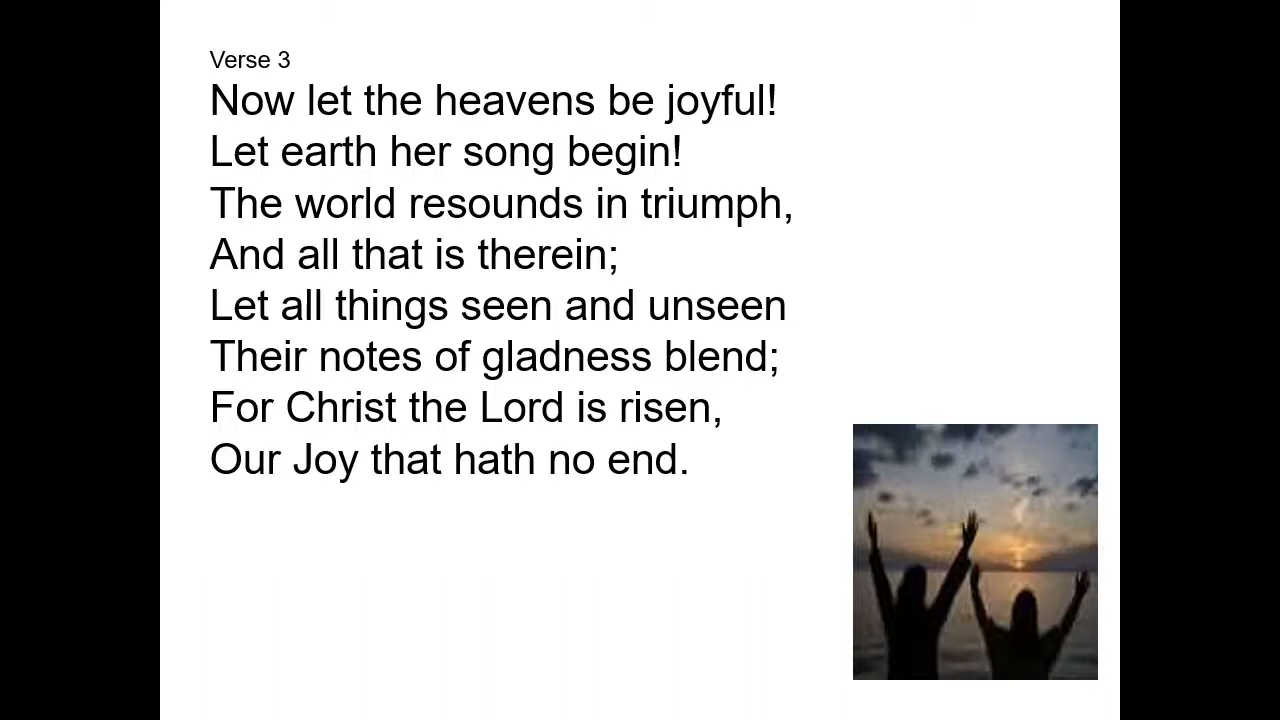 Verse 3
Now let the heavens be joyful!
Let earth her song begin!
The world resounds in triumph,
And all that is therein;
Let all things seen and unseen
Their notes of gladness blend;
For Christ the Lord is risen,
Our Joy that hath no end.